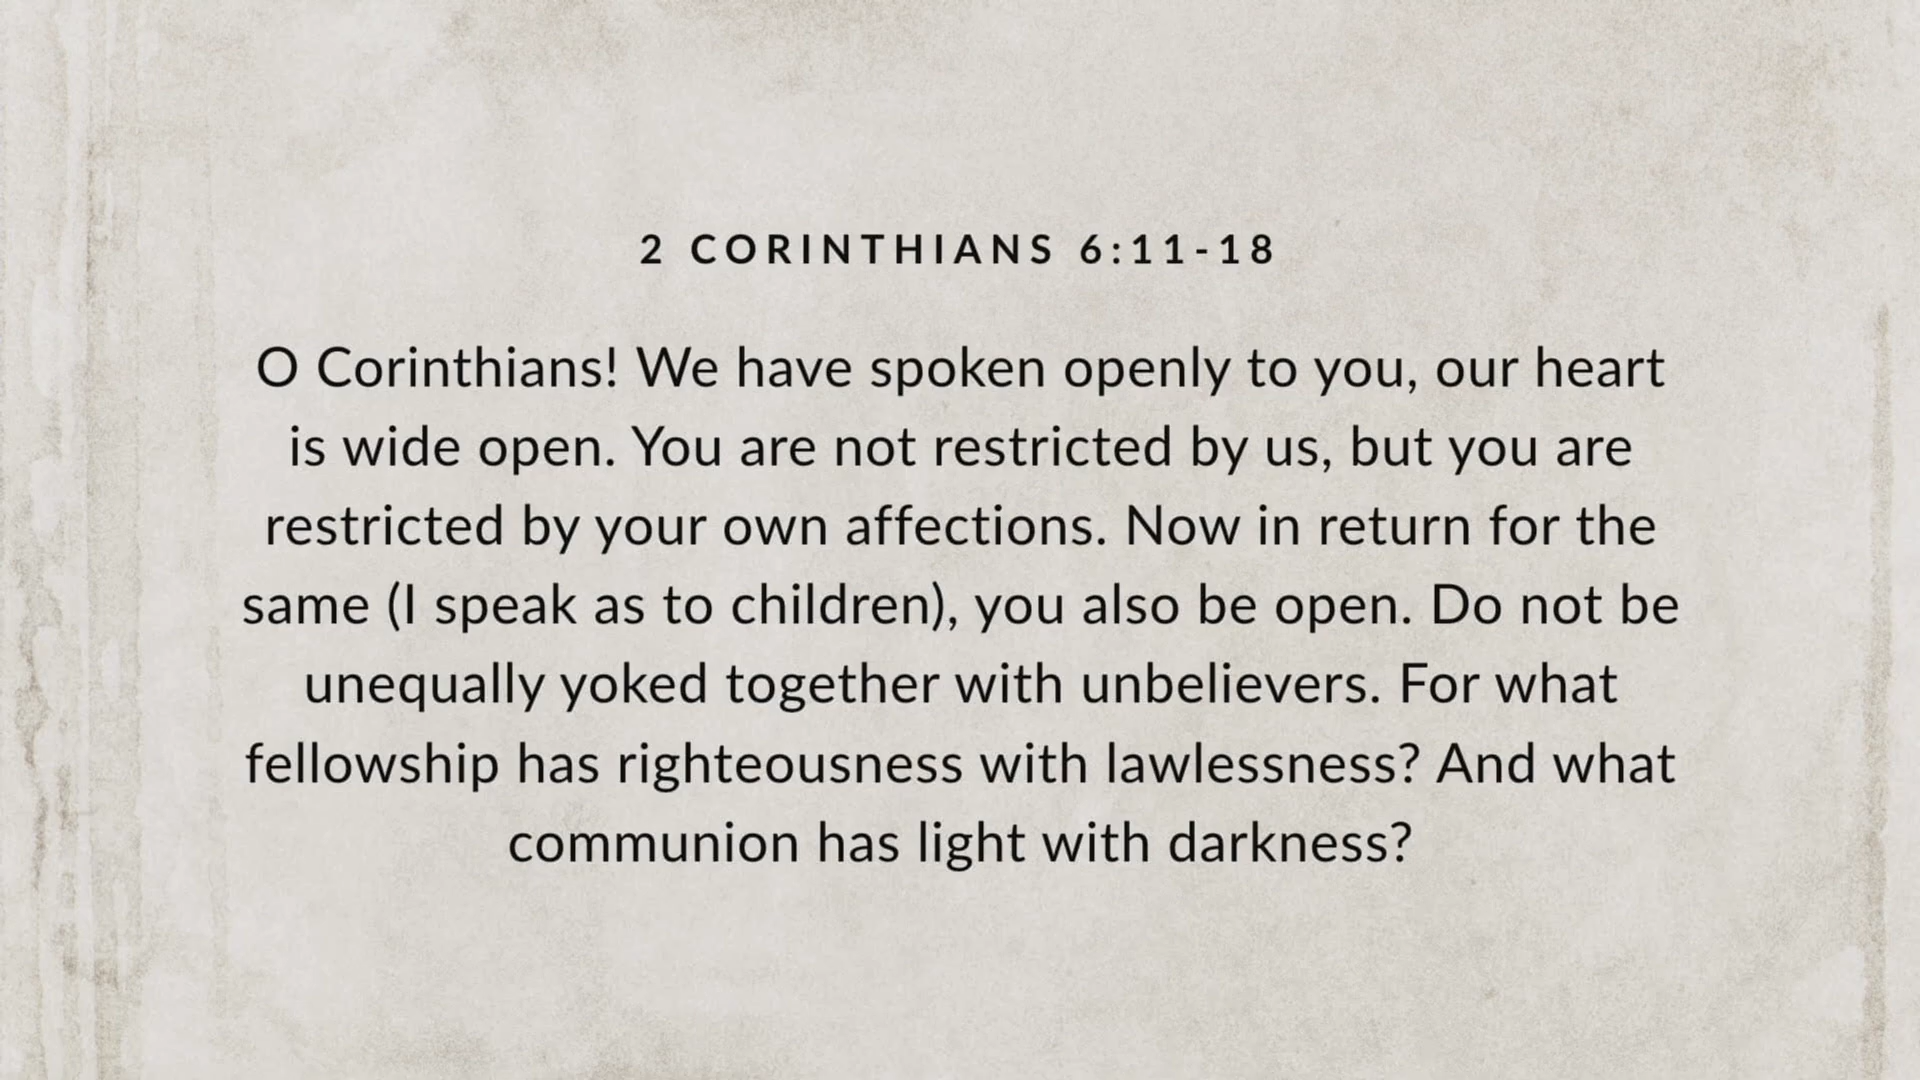 2 CORINTHIANS 6:11-18
O Corinthians! We have spoken openly to you, our heart
is wide open. You are not restricted by us, but you are
restricted by your own affections. Now in return for the
same (I speak as to children), you also be open. Do not be
unequally yoked together with unbelievers. For what
fellowship has righteousness with lawlessness? And what
communion has light with darkness?